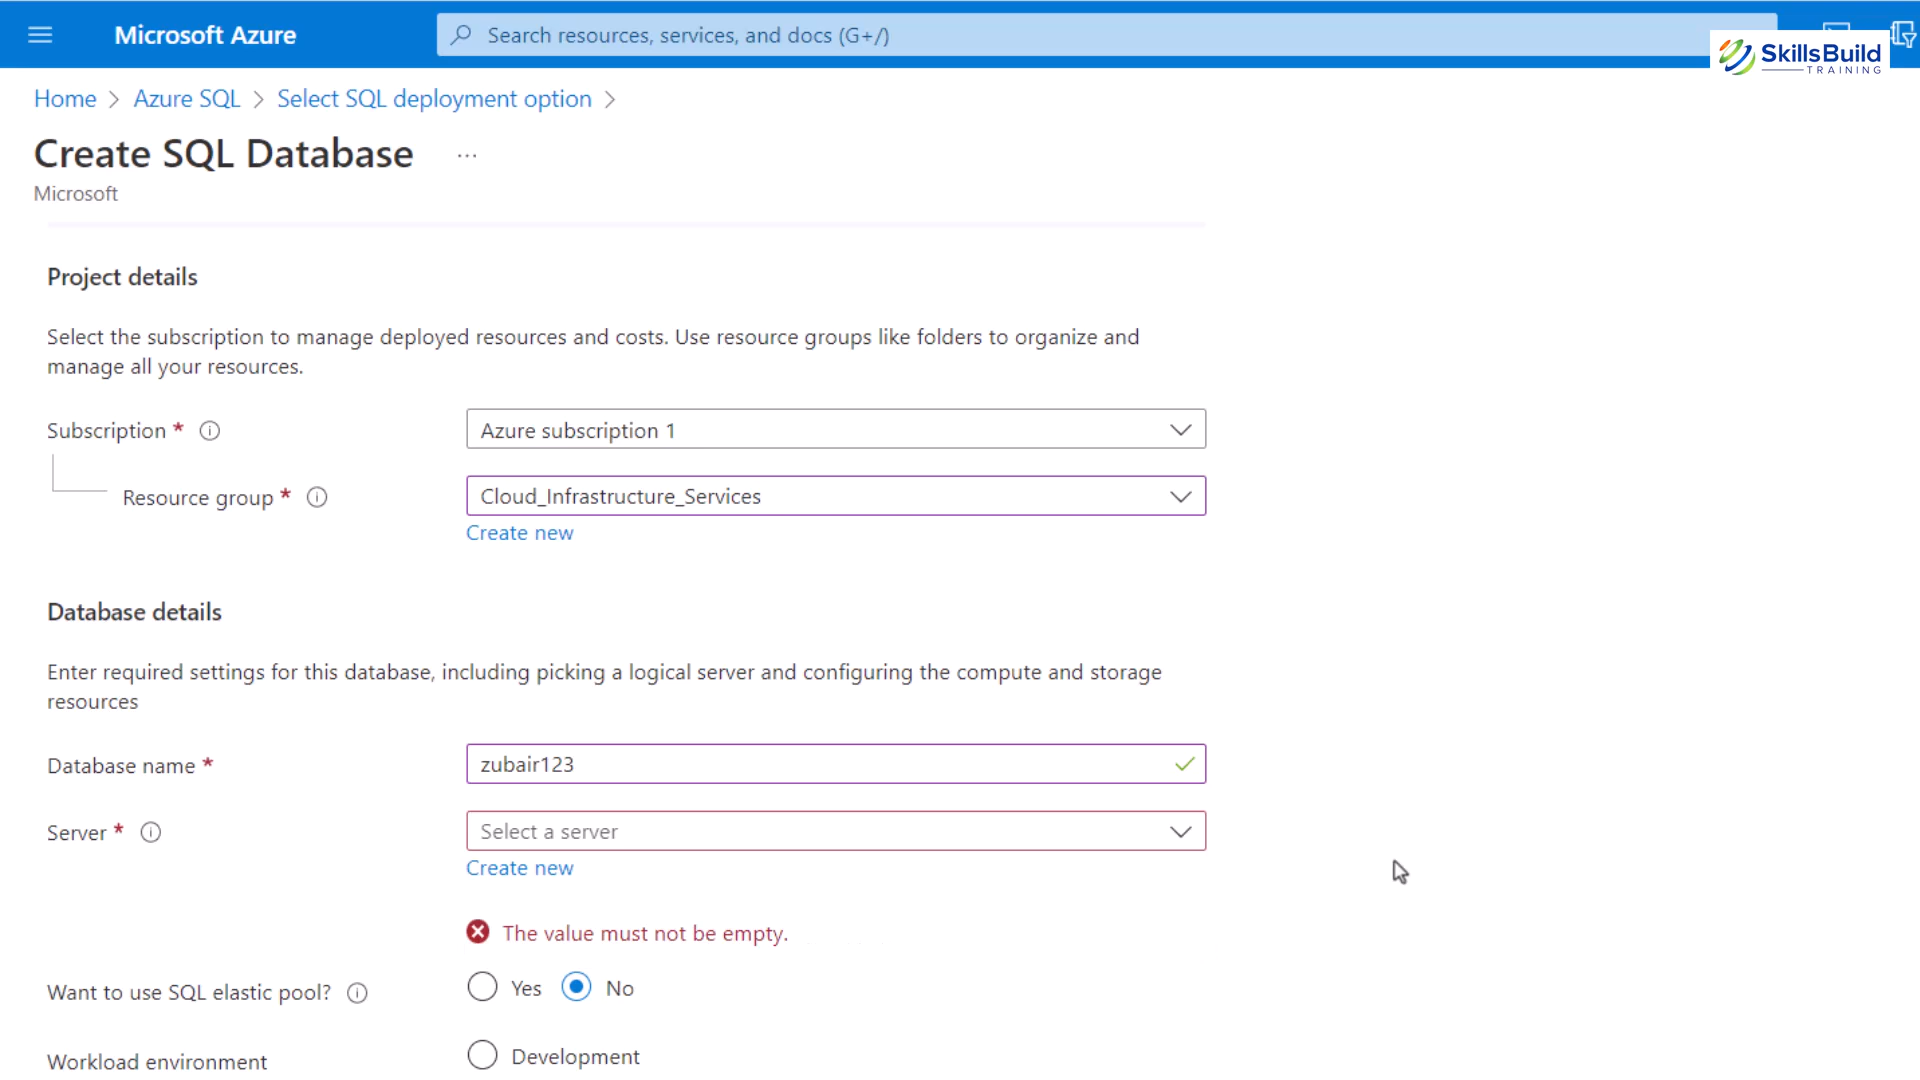 Microsoft Azure
Search resources, services, and docs (G+/)
SkillsBuild
TRAINING
Home > Azure SQL > Select SQL deployment option >
Create SQL Database ...
Microsoft
Project details
Select the subscription to manage deployed resources and costs. Use resource groups like folders to organize and
manage all your resources.
Subscription *
Azure subscription 1
Resource group *
Cloud_Infrastructure_Services
Create new
Database details
Enter required settings for this database, including picking a logical server and configuring the compute and storage
resources
Database name *
zubair123
Server *
Select a server
Create new
The value must not be empty.
Want to use SQL elastic pool?
Yes No
Workload environment
Development